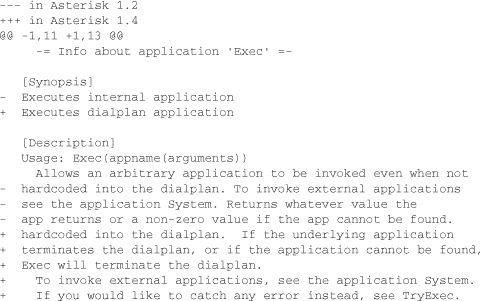 --- in Asterisk 1.2
+++ in Asterisk 1.4
@@ -1,11 +1,13 @@
-= Info about application 'Exec' =-
[Synopsis]
- Executes internal application
+ Executes dialplan application
[Description]
Usage: Exec(appname(arguments))
Allows an arbitrary application to be invoked even when not
- hardcoded into the dialplan. To invoke external applications
- see the application System. Returns whatever value the
- app returns or a non-zero value if the app cannot be found.
+ hardcoded into the dialplan.  If the underlying application
+ terminates the dialplan, or if the application cannot be found,
+ Exec will terminate the dialplan.
+ To invoke external applications, see the application System.
+ If you would like to catch any error instead, see TryExec.